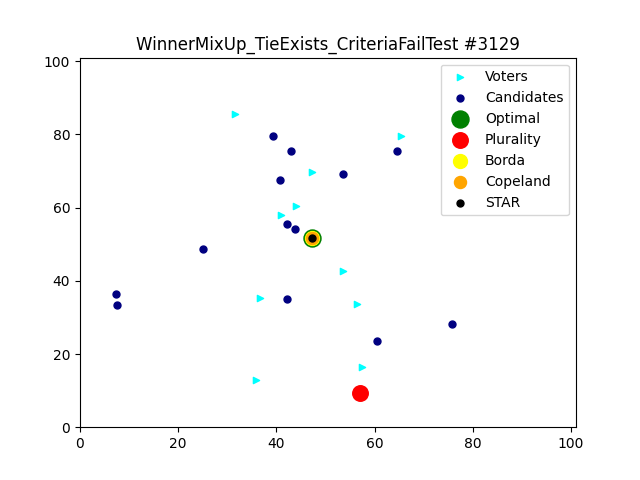 WinnerMixUp_TieExists_CriteriaFailTest #3129
100
80
60
40
20
0
0
20
40
60
80
100
Voters
Candidates
Optimal
Plurality
Borda
Copeland
STAR